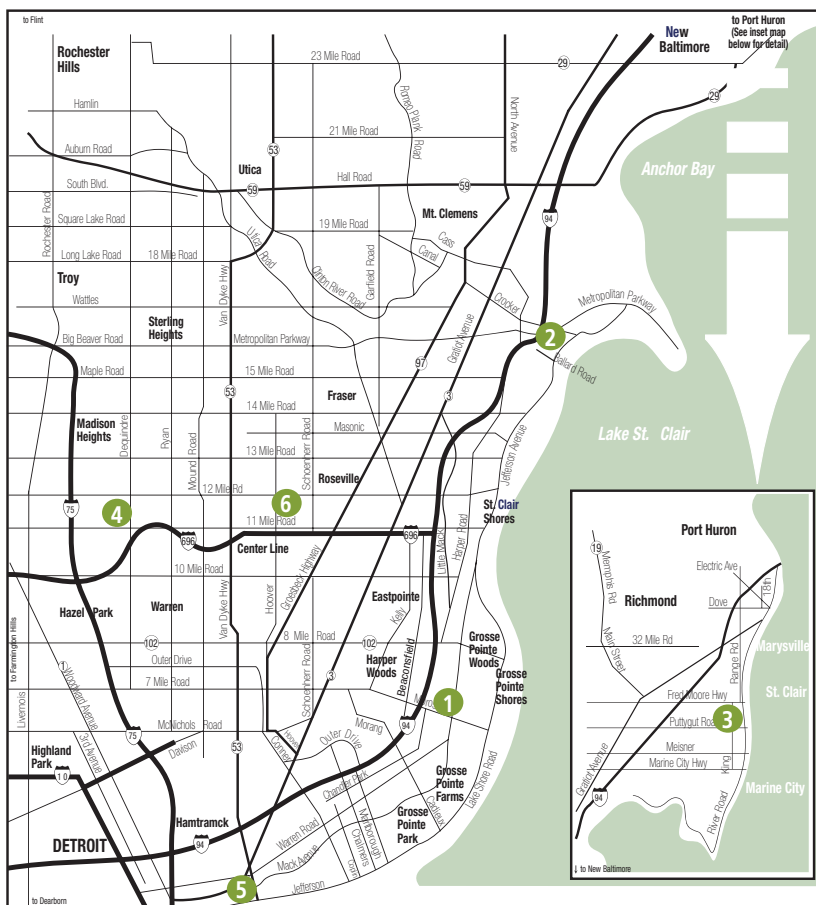 to Flint
New
Baltimore
to Port Huron
(See inset map
below for detail)
Rochester
Hills
23 Mile Road
29
29
Hamlin
Romeo Plank
Road
North Avenue
21 Mile Road
53
Auburn Road
Utica
Hall Road
Anchor Bay
South Blvd.
59
59
Rochester Road
Square Lake Road
19 Mile Road
Mt. Clemens
94
Utica Road
Garfield Road
Cass
Canal
Long Lake Road
18 Mile Road
Troy
Van Dyke Hwy
Clinton River Road
Wattles
Crocker
Metropolitan Parkway
Sterling
Heights
Gratiot Avenue
Big Beaver Road
Metropolitan Parkway
2
Ballard Road
Maple Road
15 Mile Road
97
53
3
Fraser
14 Mile Road
Madison
Heights
Masonic
Jefferson Avenue
Lake St. Clair
Dequindre
Ryan
Mound Road
Schoenherr Road
13 Mile Road
Roseville
12 Mile Rd
75
4
6
St. Clair
Shores
11 Mile Road
696
696
Center Line
Little Mack
Harper Road
10 Mile Road
Groesbeck Highway
Van Dyke Hwy
Hoover
Eastpointe
Hazel Park
Warren
Kelly
to Farmington Hills
8 Mile Road
102
102
Grosse
Pointe
Woods
Outer Drive
Harper
Woods
Beaconsfield
1
Woodward Avenue
7 Mile Road
Schoenherr Road
3
Grosse
Pointe
Shores
1
Livernois
McNichols Road
Morang
94
75
3rd Avenue
Davison
53
Conner
Outer Drive
Highland
Park
10
Chandler Park
Grosse
Pointe
Farms
Lake Shore Road
Hamtramck
Cadieux
Grosse
Pointe
Park
Warren Road
Marlborough
Chalmers
DETROIT
94
Mack Avenue
5
Jefferson
to Dearborn
Port Huron
19
Memphis Rd
Electric Ave
18th
Richmond
Dove
Main Street
32 Mile Rd
Range Rd
Marysville
Fred Moore Hwy
St. Clair
3
Puttygut Road
Meisner
Marine City Hwy
King
Marine City
Gratiot Avenue
94
River Road
↓ to New Baltimore